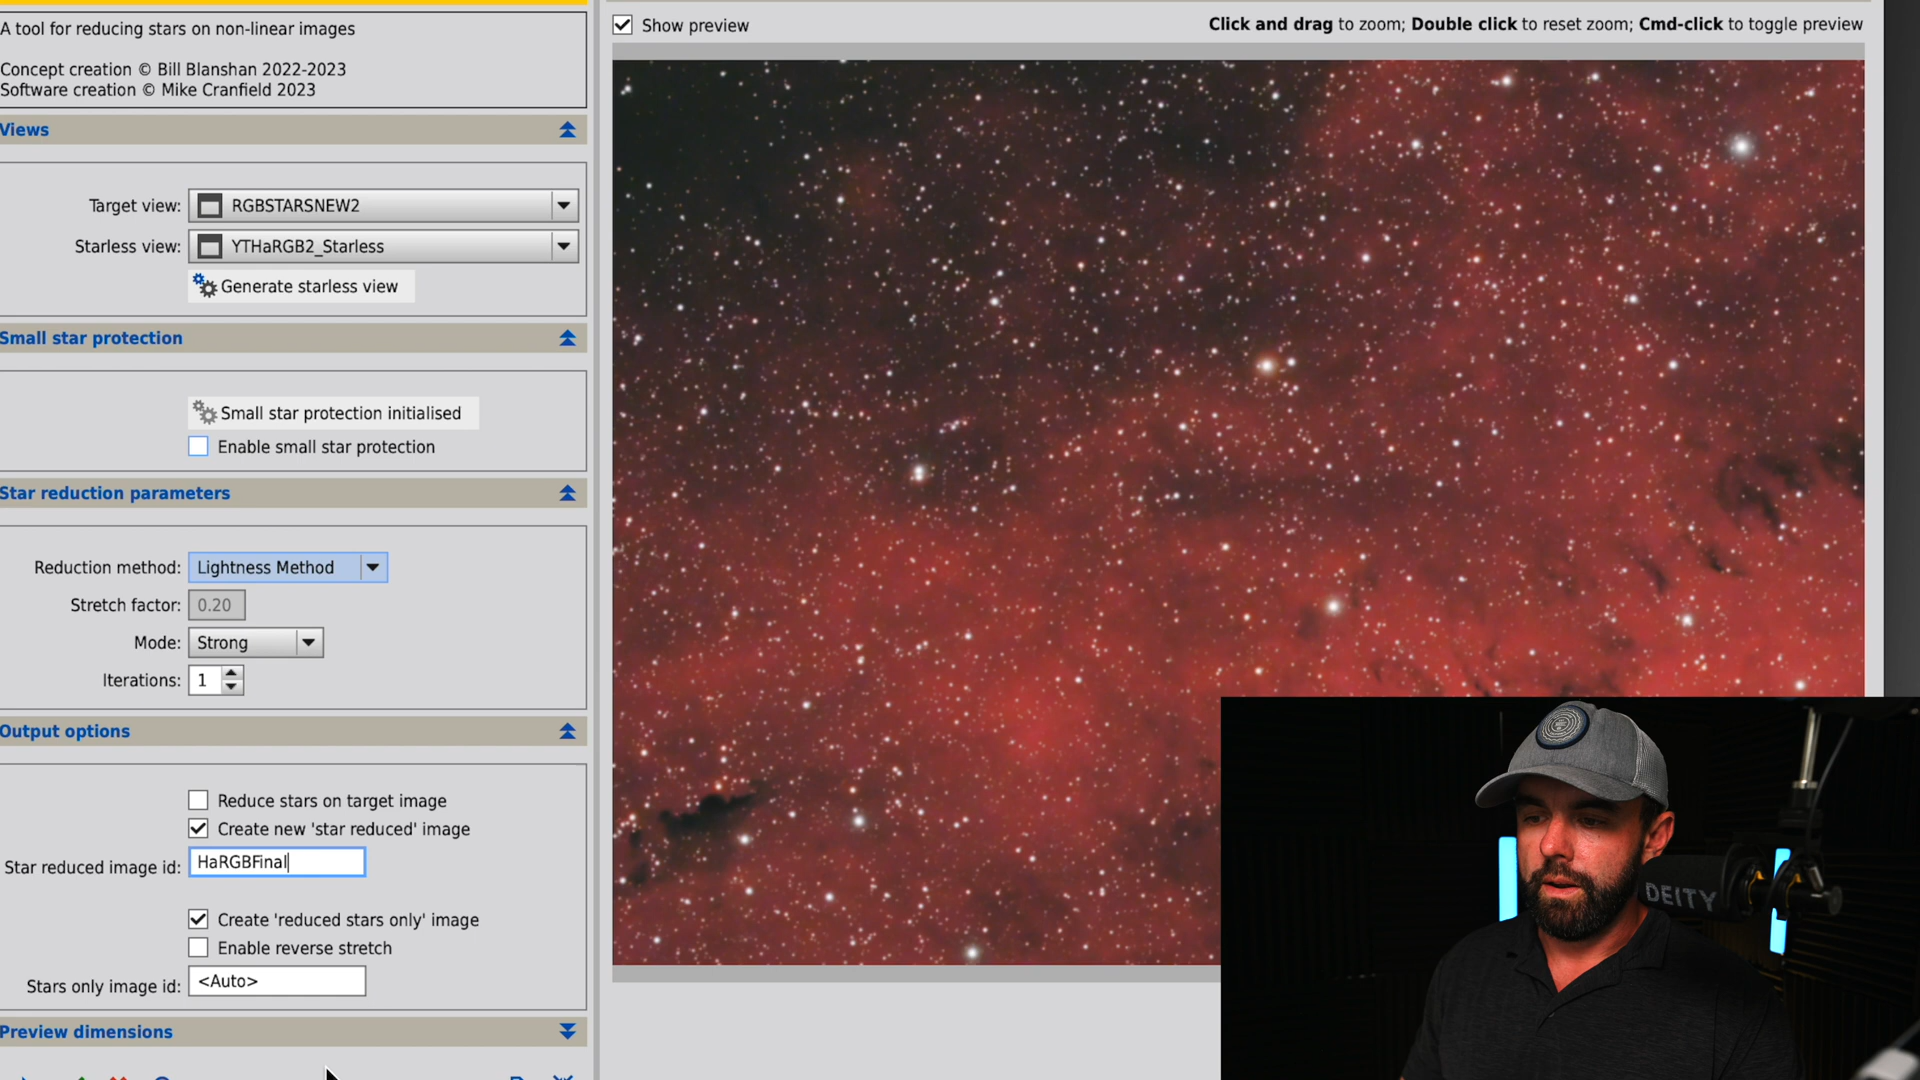 A tool for reducing stars on non-linear images
Concept creation © Bill Blanshan 2022-2023
Software creation © Mike Cranfield 2023
Views
Target view: RGBSTARSNEW2
Starless view: YTHaRGB2_Starless
Generate starless view
Small star protection
Small star protection initialised
Enable small star protection
Star reduction parameters
Reduction method: Lightness Method
Stretch factor: 0.20
Mode: Strong
Iterations: 1
Output options
Reduce stars on target image
Create new 'star reduced' image
Star reduced image id: HaRGBFinal
Create 'reduced stars only' image
Enable reverse stretch
Stars only image id: <Auto>
Preview dimensions
Show preview
Click and drag to zoom; Double click to reset zoom; Cmd-click to toggle preview
DEITY